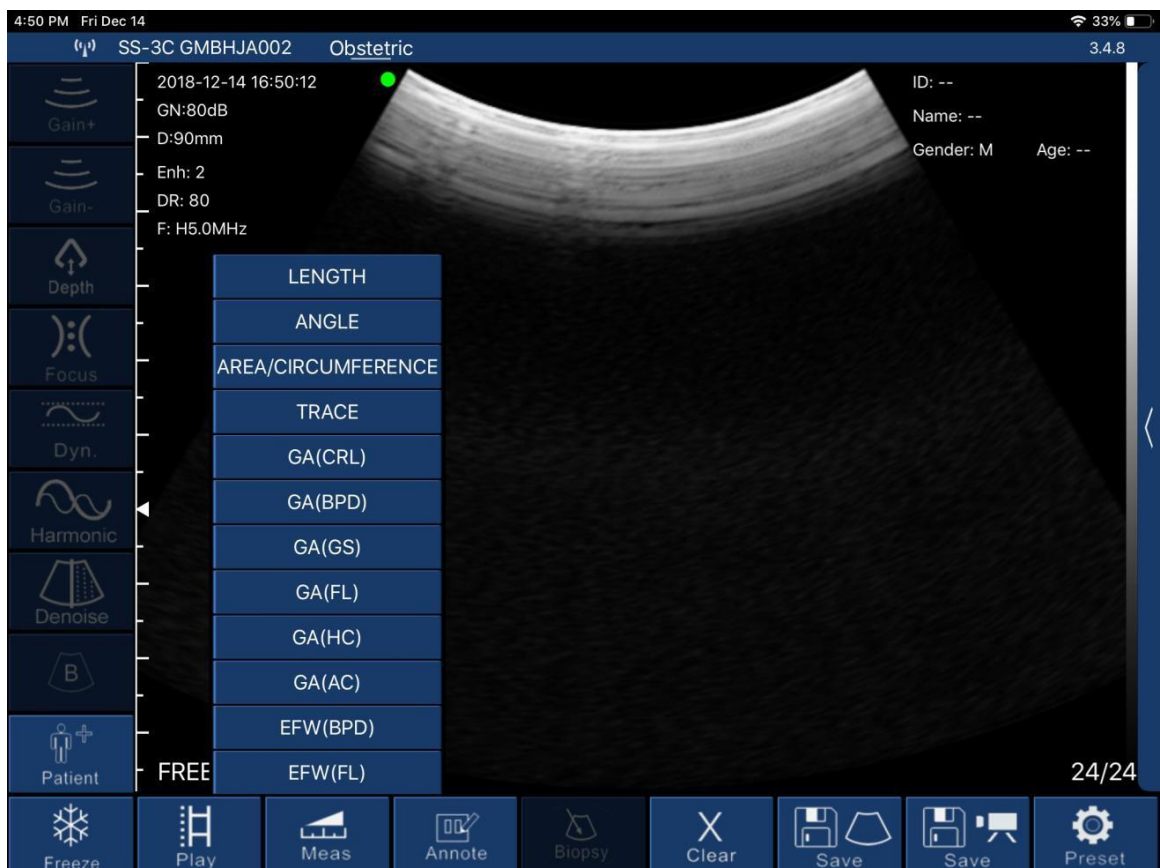 4:50 PM Fri Dec 14 33%
SS-3C GMBHJA002 Obstetric 3.4.8
2018-12-14 16:50:12
GN:80dB
D:90mm
Enh: 2
DR: 80
F: H5.0MHz
ID: --
Name: --
Gender: M Age: --
Gain+
Gain-
Depth
Focus
Dyn.
Harmonic
Denoise
B
Patient
LENGTH
ANGLE
AREA/CIRCUMFERENCE
TRACE
GA(CRL)
GA(BPD)
GA(GS)
GA(FL)
GA(HC)
GA(AC)
EFW(BPD)
EFW(FL)
FREE
24/24
Freeze
Play
Meas
Annote
Biopsy
Clear
Save
Save
Preset